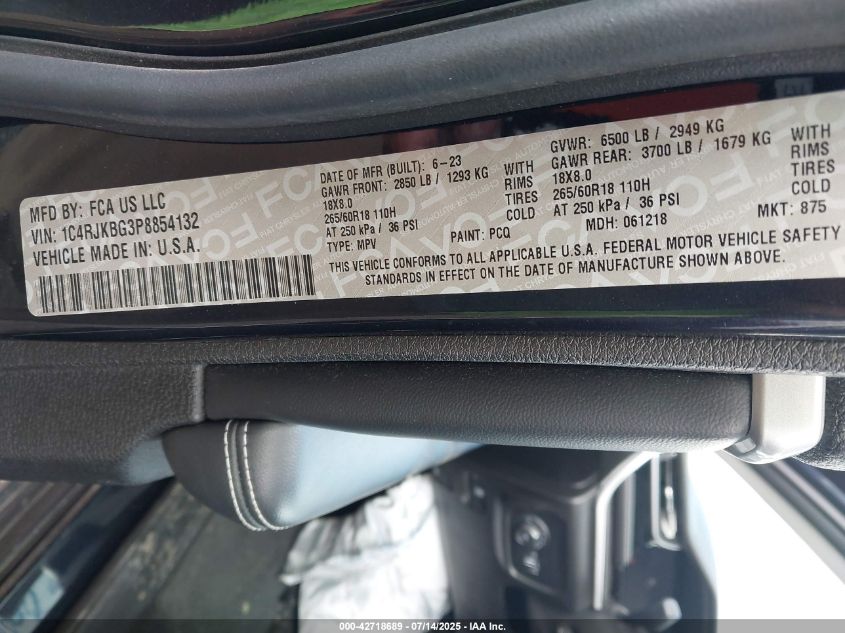 MFD BY: FCA US LLC
VIN: 1C4RJKBG3P8854132
VEHICLE MADE IN U.S.A.
DATE OF MFR (BUILT): 6-23
GAWR FRONT: 2850 LB / 1293 KG WITH
18X8.0 RIMS
265/60R18 110H TIRES
AT 250 kPa / 36 PSI COLD
TYPE: MPV PAINT: PCQ
GVWR: 6500 LB / 2949 KG
GAWR REAR: 3700 LB / 1679 KG WITH
18X8.0 RIMS
265/60R18 110H TIRES
AT 250 kPa / 36 PSI COLD
MDH: 061218 MKT: 875
THIS VEHICLE CONFORMS TO ALL APPLICABLE U.S.A. FEDERAL MOTOR VEHICLE SAFETY
STANDARDS IN EFFECT ON THE DATE OF MANUFACTURE SHOWN ABOVE.
000-42718689 - 07/14/2025 - IAA Inc.